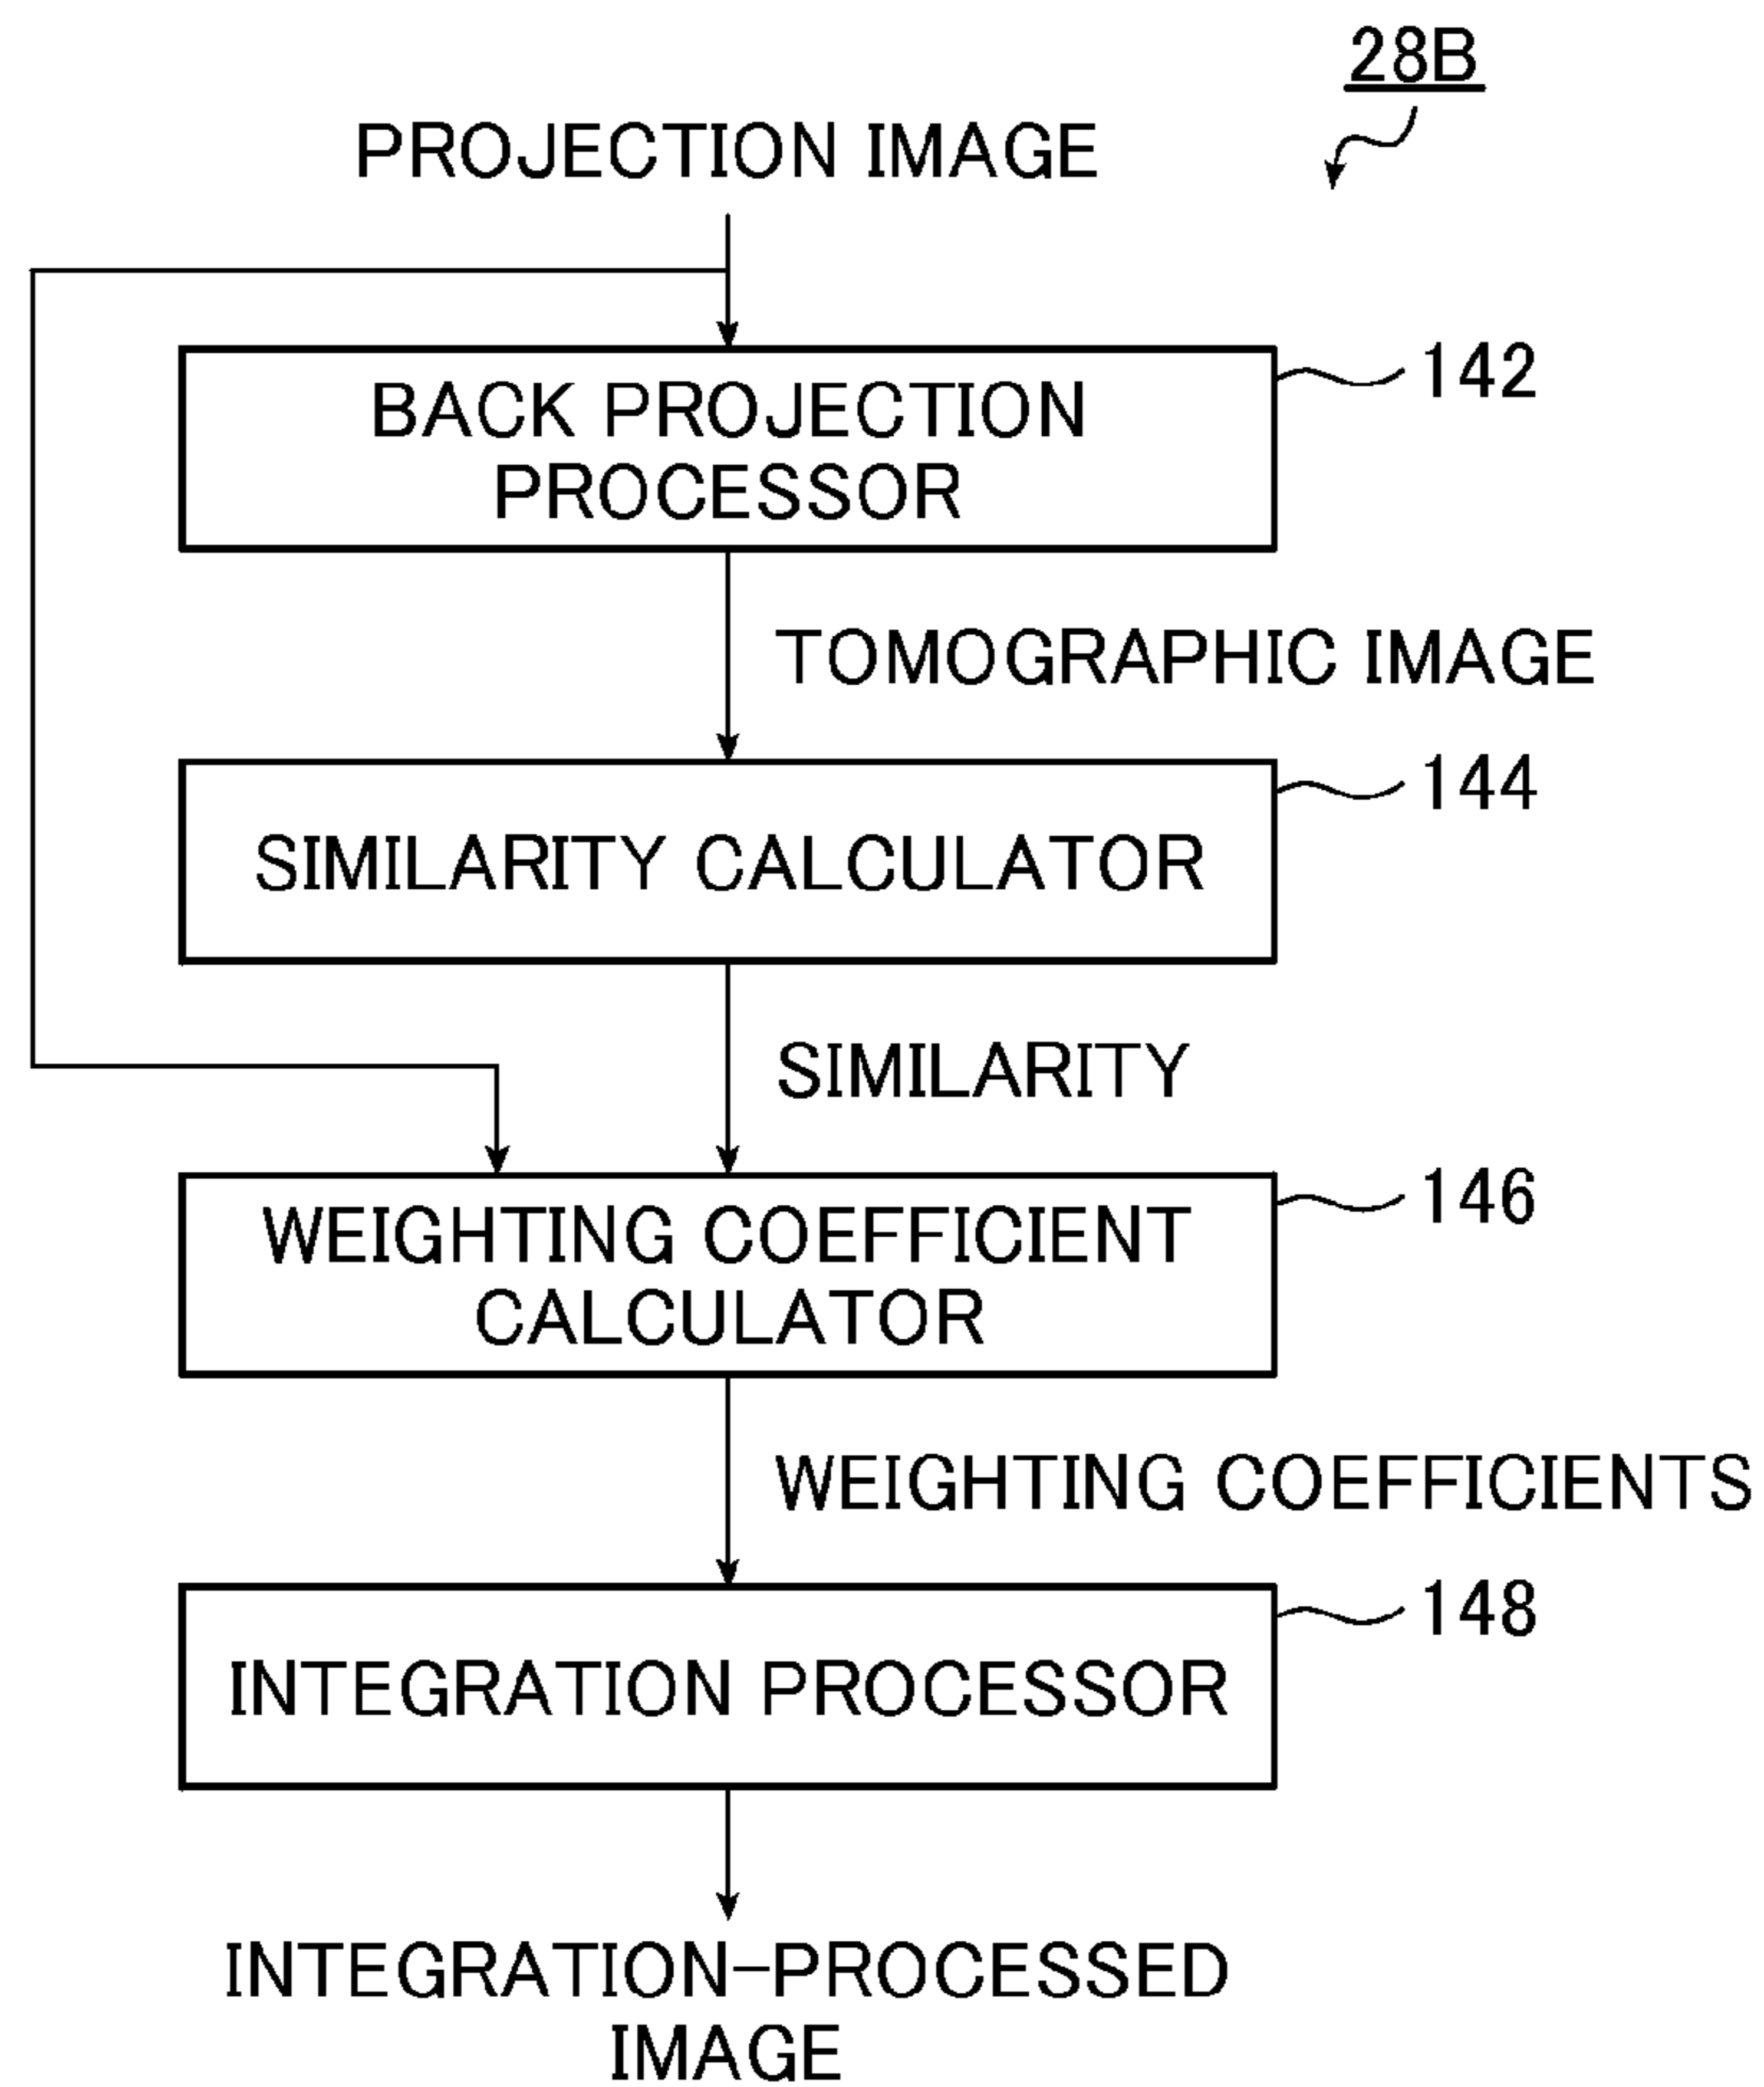 28B
PROJECTION IMAGE
BACK PROJECTION
PROCESSOR
142
TOMOGRAPHIC IMAGE
144
SIMILARITY CALCULATOR
SIMILARITY
146
WEIGHTING COEFFICIENT
CALCULATOR
WEIGHTING COEFFICIENTS
148
INTEGRATION PROCESSOR
INTEGRATION-PROCESSED
IMAGE